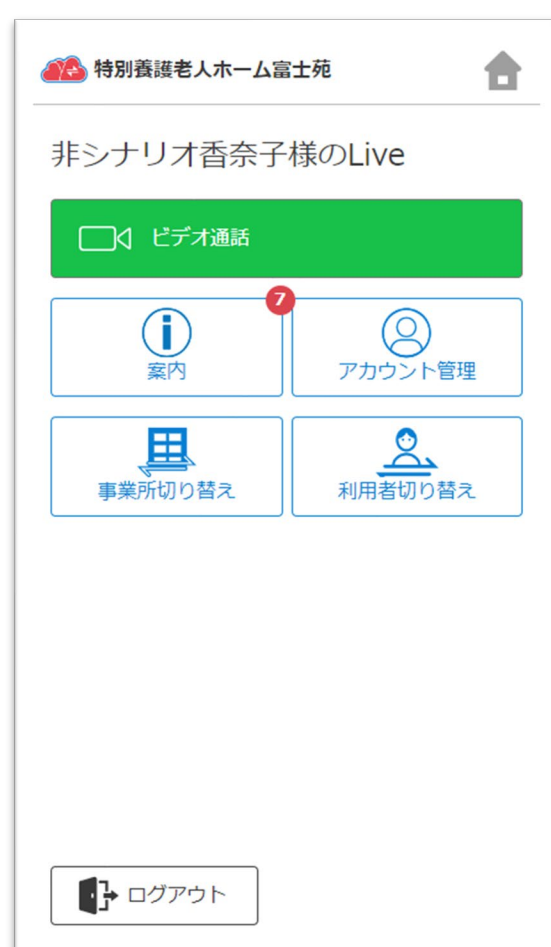 特別養護老人ホーム富士苑
非シナリオ香奈子様のLive
ビデオ通話
7
案内
アカウント管理
事業所切り替え
利用者切り替え
ログアウト